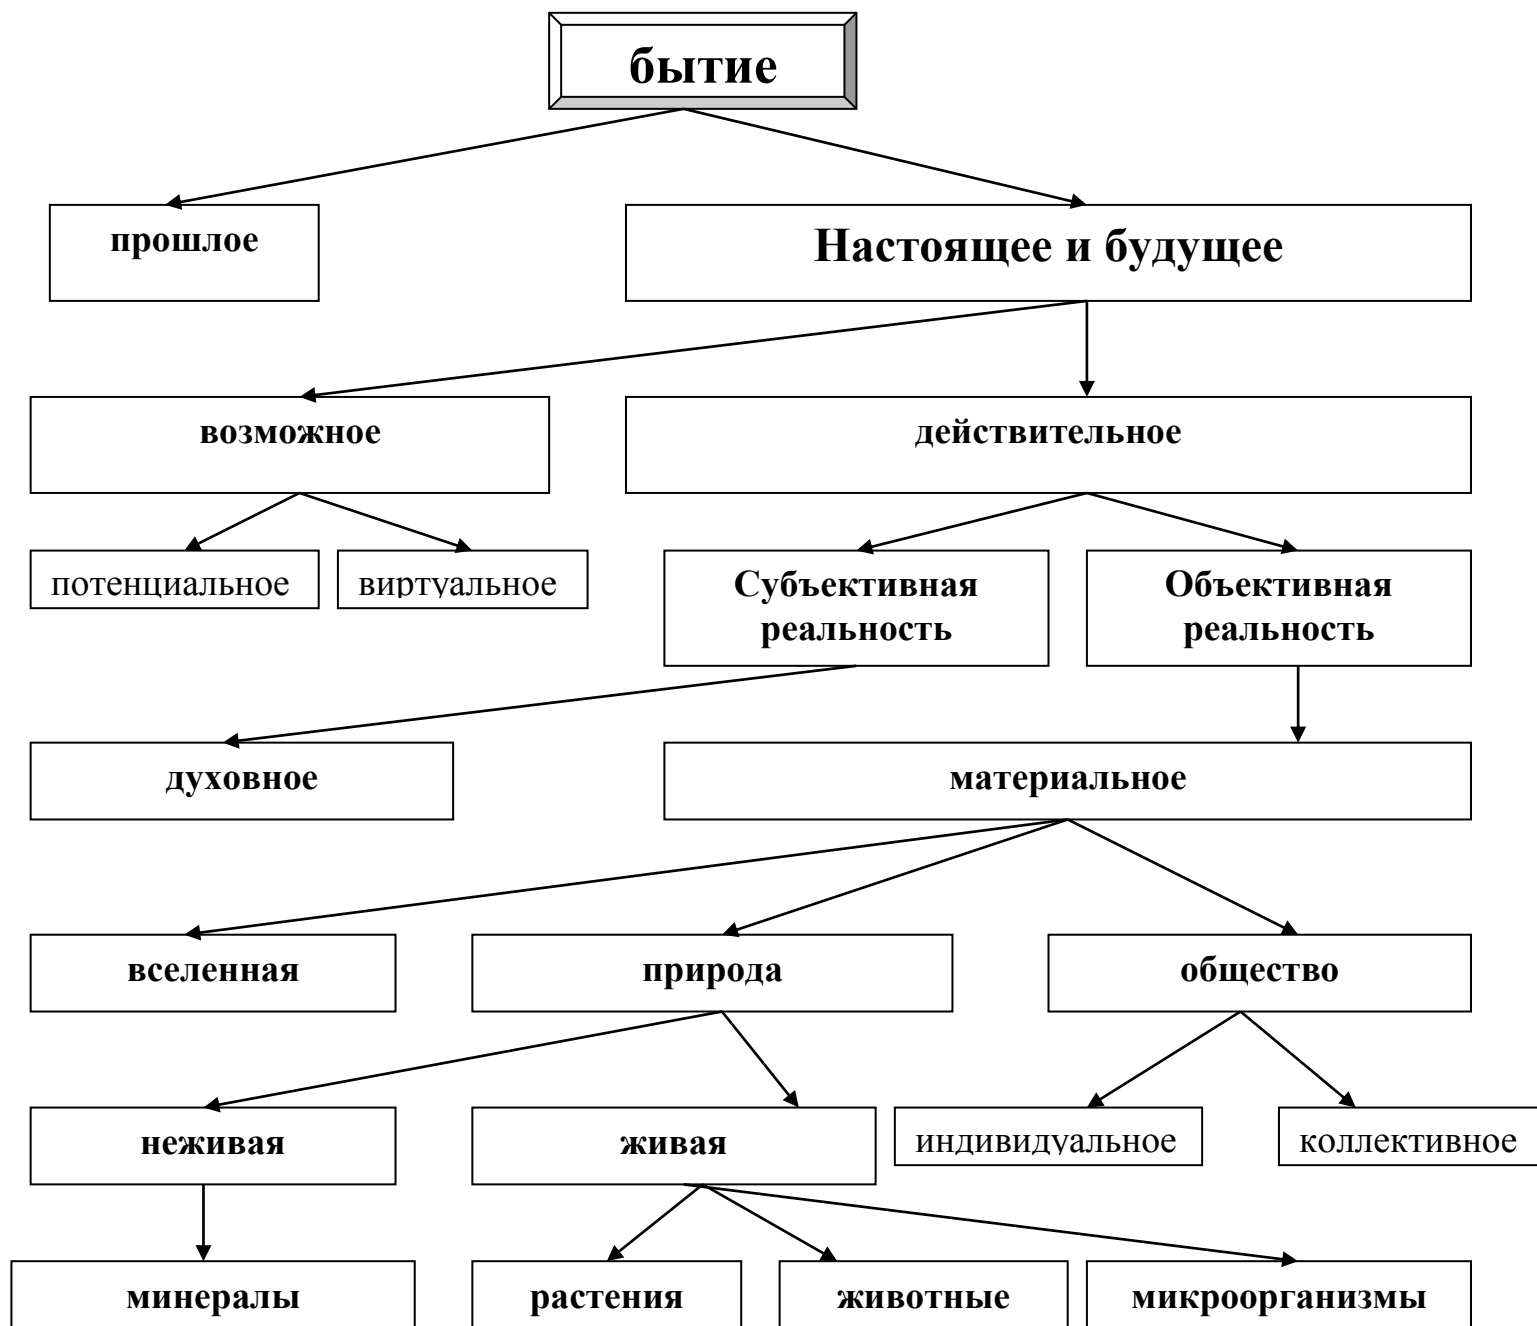 бытие
прошлое
Настоящее и будущее
возможное
действительное
потенциальное
виртуальное
Субъективная
реальность
Объективная
реальность
духовное
материальное
вселенная
природа
общество
неживая
живая
индивидуальное
коллективное
минералы
растения
животные
микроорганизмы